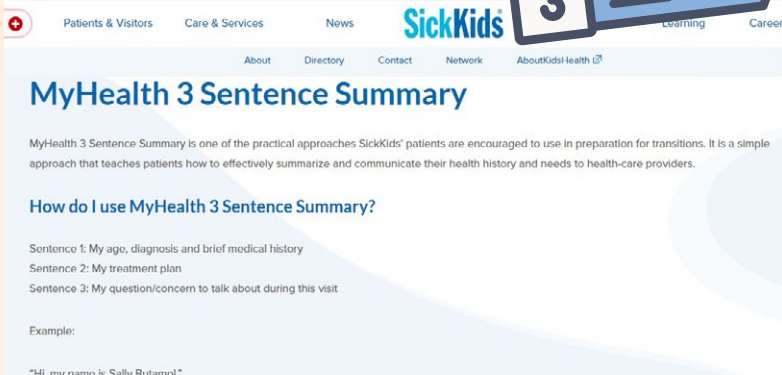 Patients & Visitors Care & Services News SickKids Learning Career
3
About Directory Contact Network AboutKidsHealth
MyHealth 3 Sentence Summary
MyHealth 3 Sentence Summary is one of the practical approaches SickKids' patients are encouraged to use in preparation for transitions. It is a simple
approach that teaches patients how to effectively summarize and communicate their health history and needs to health-care providers.
How do I use MyHealth 3 Sentence Summary?
Sentence 1: My age, diagnosis and brief medical history
Sentence 2: My treatment plan
Sentence 3: My question/concern to talk about during this visit
Example:
"Hi, my name is Sally Butamol."